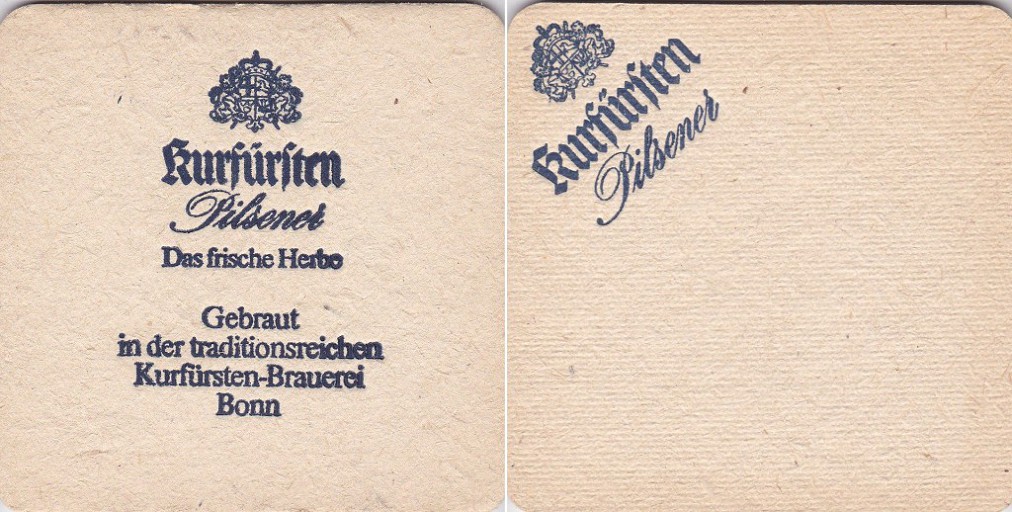 Kurfürsten
Pilsener
Das frische Herbe
Gebraut
in der traditionsreichen
Kurfürsten-Brauerei
Bonn
Kurfürsten
Pilsener